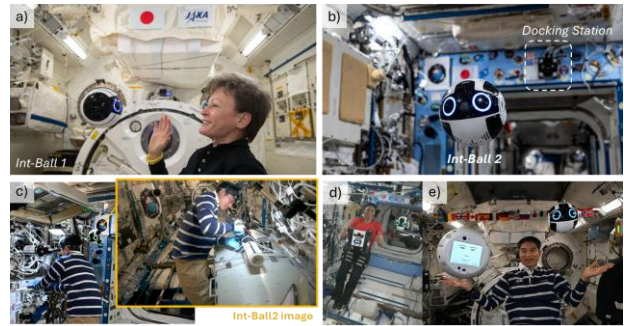 a)
JAXA
Int-Ball 1
b)
Docking Station
Int-Ball 2
c)
Int-Ball2 image
d)
e)